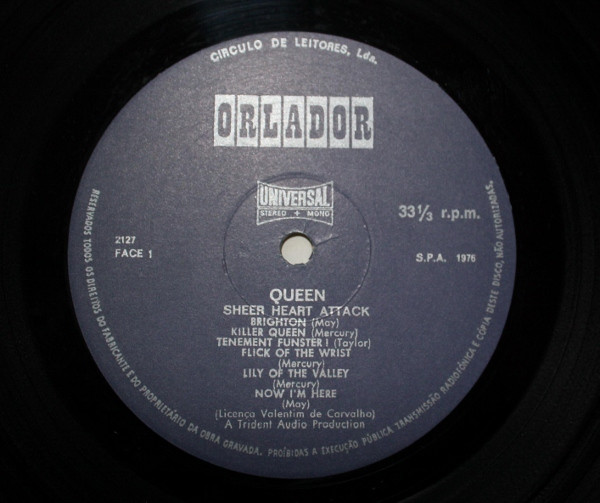 CÍRCULO DE LEITORES, Lda.
ORLADOR
UNIVERSAL
STEREO + MONO
33⅓ r.p.m.
2127
FACE 1
S.P.A. 1976
QUEEN
SHEER HEART ATTACK
BRIGHTON (May)
KILLER QUEEN (Mercury)
TENEMENT FUNSTER! (Taylor)
FLICK OF THE WRIST
(Mercury)
LILY OF THE VALLEY
(Mercury)
NOW I'M HERE
(May)
(Licença Valentim de Carvalho)
A Trident Audio Production
RESERVADOS TODOS OS DIREITOS DO FABRICANTE E DO PROPRIETÁRIO DA OBRA GRAVADA. PROÍBIDAS A EXECUÇÃO PÚBLICA TRANSMISSÃO RADIOFÓNICA E CÓPIA DESTE DISCO, NÃO AUTORIZADAS.